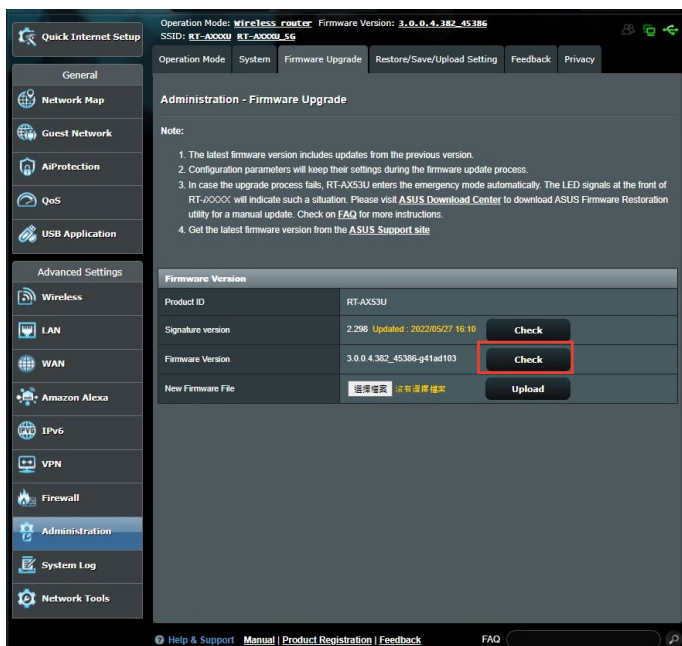 Operation Mode: Wireless router Firmware Version: 3.0.0.4.382_45386
SSID: RT-AXXXU RT-AXXXU_5G
Quick Internet Setup
General
Network Map
Guest Network
AiProtection
QoS
USB Application
Advanced Settings
Wireless
LAN
WAN
Amazon Alexa
IPv6
VPN
Firewall
Administration
System Log
Network Tools
Operation Mode System Firmware Upgrade Restore/Save/Upload Setting Feedback Privacy
Administration - Firmware Upgrade
Note:
1. The latest firmware version includes updates from the previous version.
2. Configuration parameters will keep their settings during the firmware update process.
3. In case the upgrade process fails, RT-AX53U enters the emergency mode automatically. The LED signals at the front of
RT-AXXXX will indicate such a situation. Please visit ASUS Download Center to download ASUS Firmware Restoration
utility for a manual update. Check on FAQ for more instructions.
4. Get the latest firmware version from the ASUS Support site
Firmware Version
Product ID RT-AX53U
Signature version 2.298 Updated : 2022/05/27 16:10 Check
Firmware Version 3.0.0.4.382_45386-g41ad103 Check
New Firmware File 選擇檔案 沒有選擇檔案 Upload
Help & Support Manual | Product Registration | Feedback FAQ